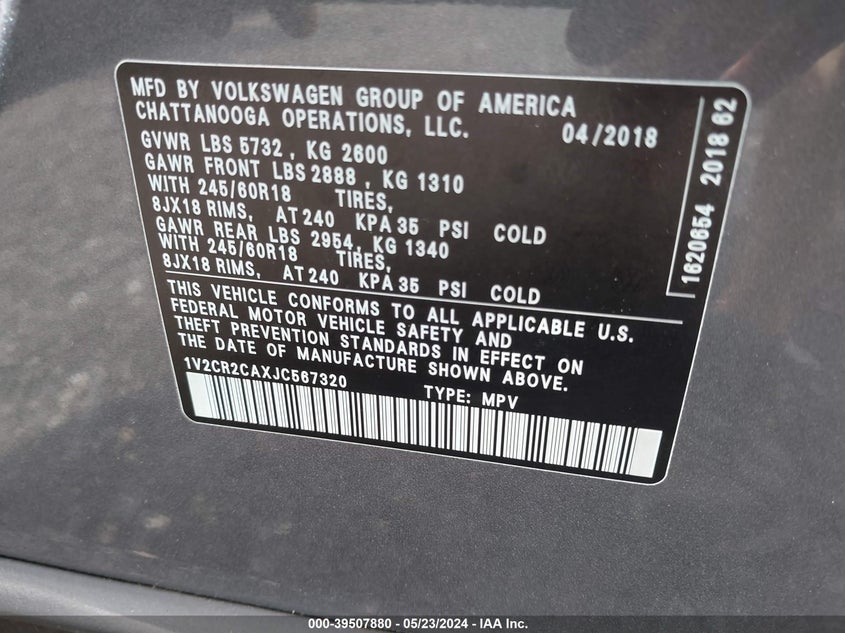 MFD BY VOLKSWAGEN GROUP OF AMERICA
CHATTANOOGA OPERATIONS, LLC. 04/2018
GVWR LBS 5732 , KG 2600
GAWR FRONT LBS 2888 , KG 1310
WITH 245/60R18 TIRES,
8JX18 RIMS, AT 240 KPA 35 PSI COLD
GAWR REAR LBS 2954, KG 1340
WITH 245/60R18 TIRES,
8JX18 RIMS, AT 240 KPA 35 PSI COLD
THIS VEHICLE CONFORMS TO ALL APPLICABLE U.S.
FEDERAL MOTOR VEHICLE SAFETY AND
THEFT PREVENTION STANDARDS IN EFFECT ON
THE DATE OF MANUFACTURE SHOWN ABOVE.
1V2CR2CAXJC567320 TYPE: MPV
1620654 2018 62
000-39507880 - 05/23/2024 - IAA Inc.